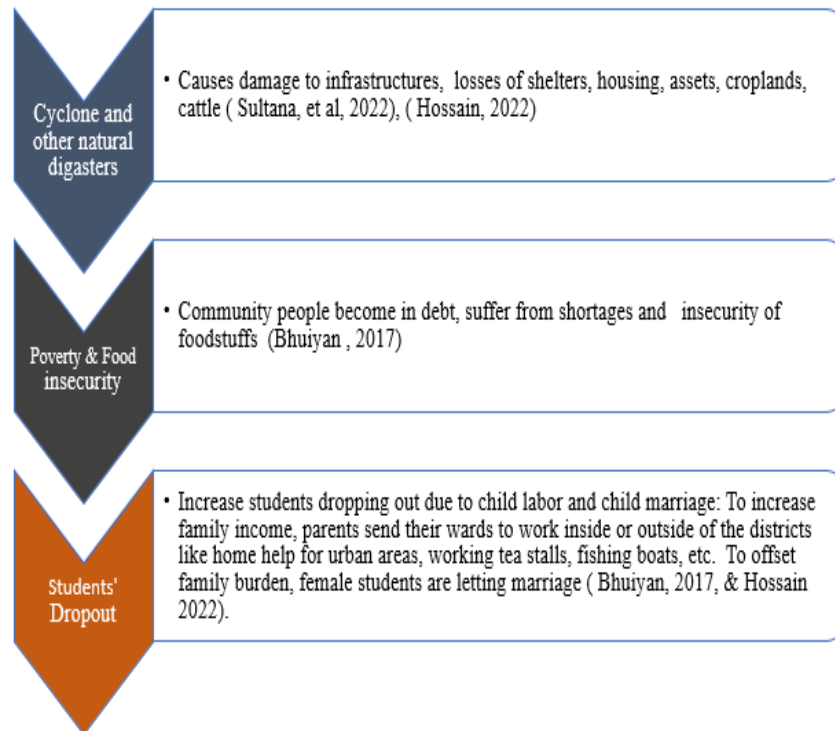 Cyclone and
other natural
digasters
• Causes damage to infrastructures, losses of shelters, housing, assets, croplands,
cattle ( Sultana, et al, 2022), ( Hossain, 2022)
Poverty & Food
insecurity
• Community people become in debt, suffer from shortages and insecurity of
foodstuffs (Bhuiyan , 2017)
Students'
Dropout
• Increase students dropping out due to child labor and child marriage: To increase
family income, parents send their wards to work inside or outside of the districts
like home help for urban areas, working tea stalls, fishing boats, etc. To offset
family burden, female students are letting marriage ( Bhuiyan, 2017, & Hossain
2022).